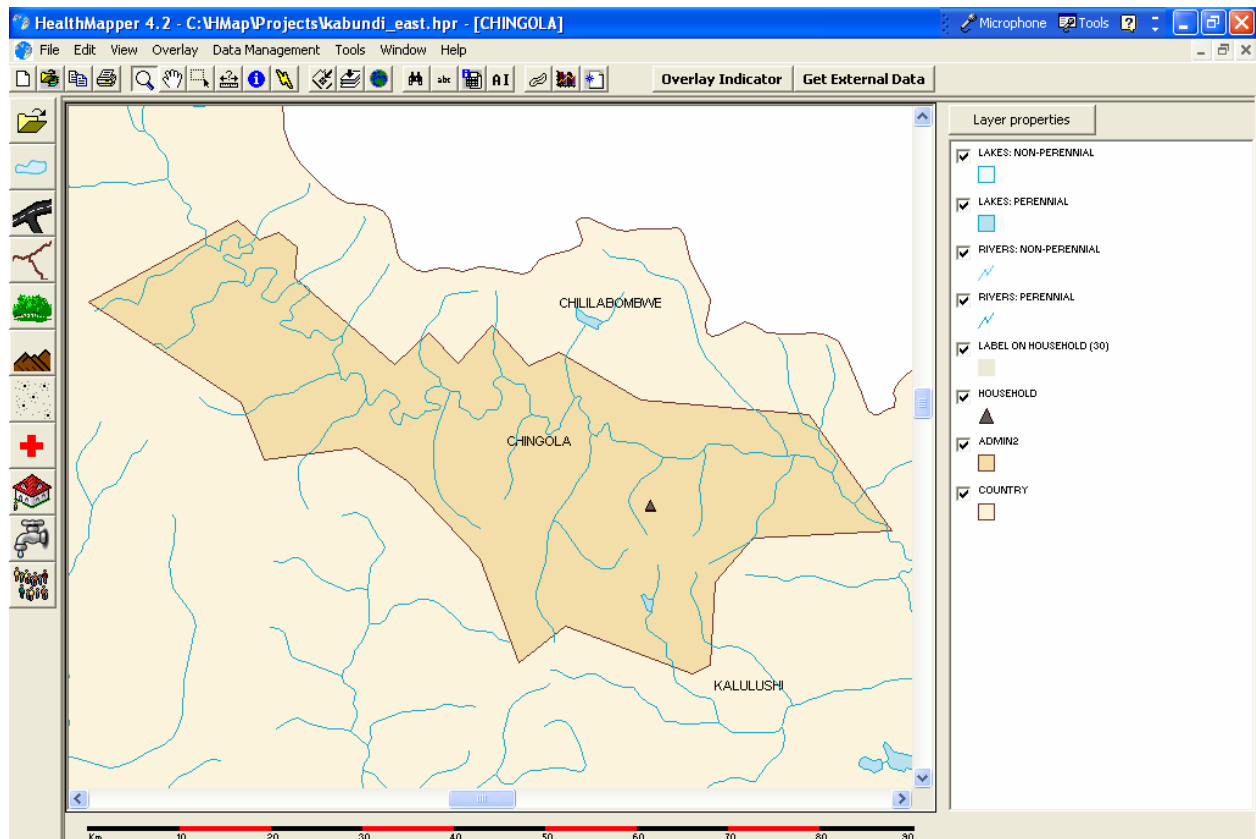 HealthMapper 4.2 - C:\HMap\Projects\kabundi_east.hpr - [CHINGOLA]
Microphone Tools
File Edit View Overlay Data Management Tools Window Help
abc AI Overlay Indicator Get External Data
Layer properties
LAKES: NON-PERENNIAL
LAKES: PERENNIAL
RIVERS: NON-PERENNIAL
RIVERS: PERENNIAL
LABEL ON HOUSEHOLD (30)
HOUSEHOLD
ADMIN2
COUNTRY
CHILILABOMBWE
CHINGOLA
KALULUSHI
Km 10 20 30 40 50 60 70 80 90